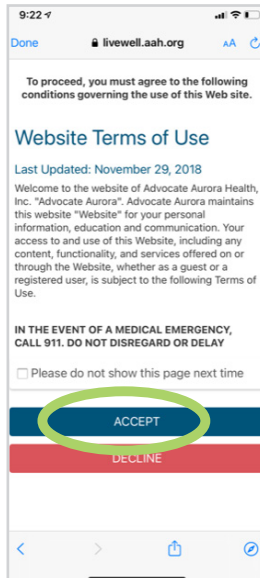 9:22
Done livewell.aah.org AA
To proceed, you must agree to the following
conditions governing the use of this Web site.
Website Terms of Use
Last Updated: November 29, 2018
Welcome to the website of Advocate Aurora Health,
Inc. "Advocate Aurora". Advocate Aurora maintains
this website "Website" for your personal
information, education and communication. Your
access to and use of this Website, including any
content, functionality, and services offered on or
through the Website, whether as a guest or a
registered user, is subject to the following Terms of
Use.
IN THE EVENT OF A MEDICAL EMERGENCY,
CALL 911. DO NOT DISREGARD OR DELAY
Please do not show this page next time
ACCEPT
DECLINE